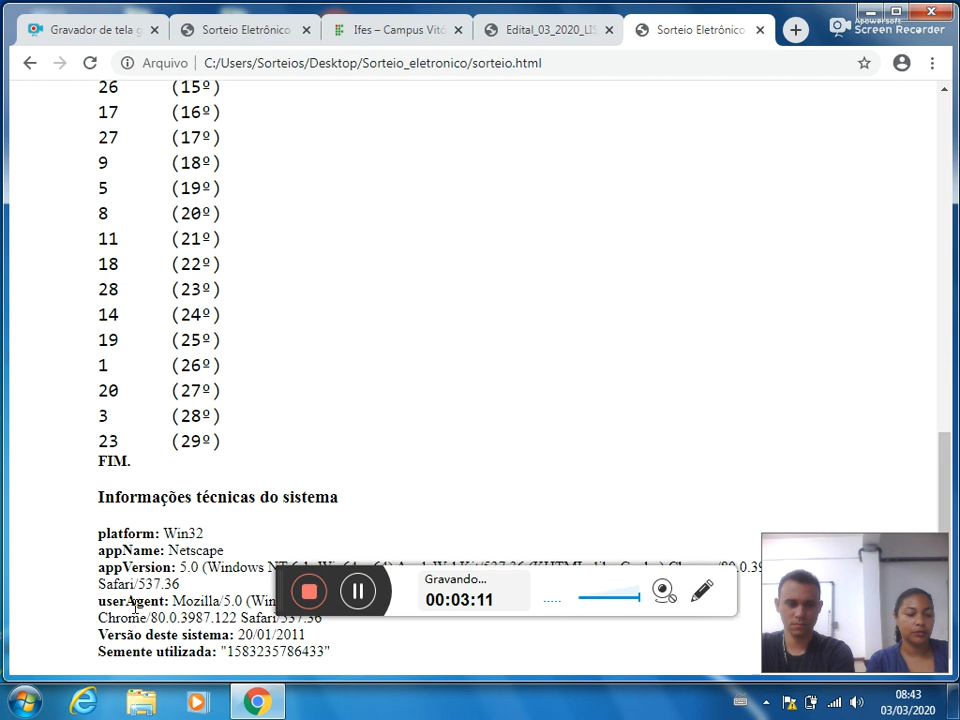 Gravador de tela g
Sorteio Eletrônico
Ifes – Campus Vitó
Edital_03_2020_LIS
Sorteio Eletrônico
Apowersoft
Screen Recorder
Arquivo
C:/Users/Sorteios/Desktop/Sorteio_eletronico/sorteio.html
26 (15º)
17 (16º)
27 (17º)
9 (18º)
5 (19º)
8 (20º)
11 (21º)
18 (22º)
28 (23º)
14 (24º)
19 (25º)
1 (26º)
20 (27º)
3 (28º)
23 (29º)
FIM.
Informações técnicas do sistema
platform: Win32
appName: Netscape
appVersion: 5.0 (Windows
Safari/537.36
userAgent: Mozilla/5.0 (Win
Chrome/80.0.3987.122 Safari/537.36
Versão deste sistema: 20/01/2011
Semente utilizada: "1583235786433"
Gravando...
00:03:11
08:43
03/03/2020